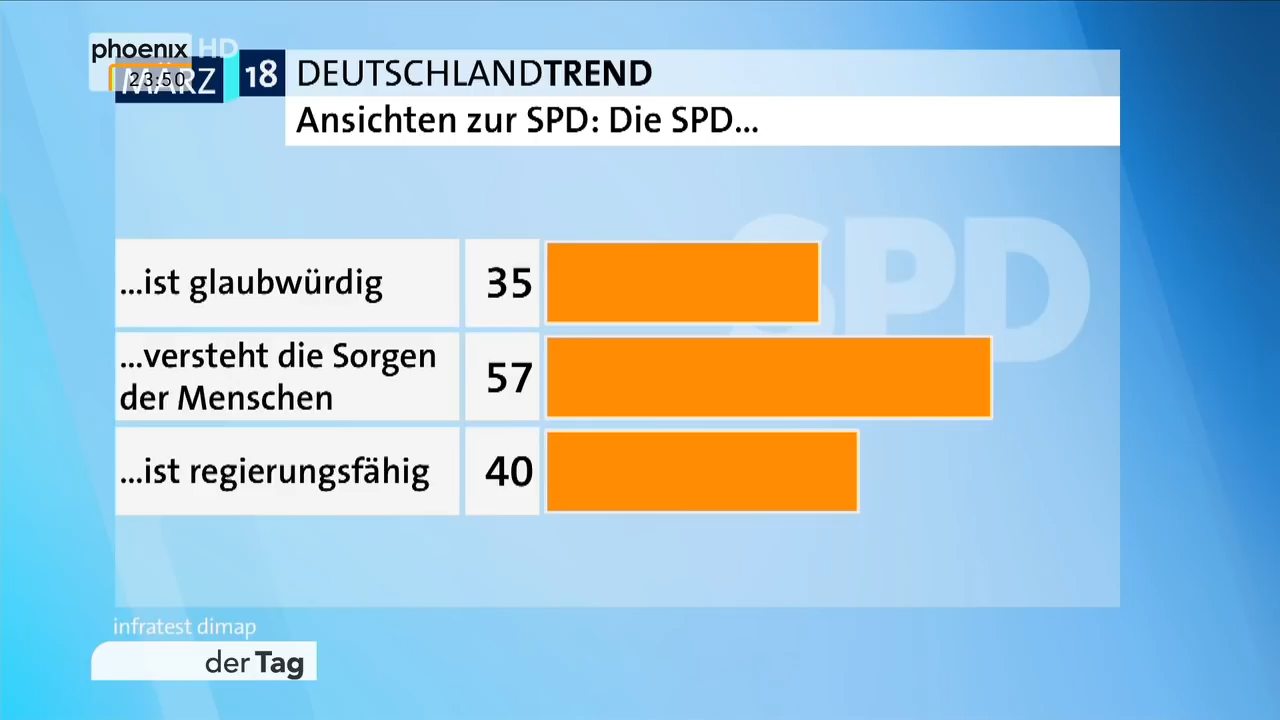 phoenix HD
23:50
MÄRZ 18 DEUTSCHLANDTREND
Ansichten zur SPD: Die SPD...
SPD
...ist glaubwürdig 35
...versteht die Sorgen
der Menschen 57
...ist regierungsfähig 40
infratest dimap
der Tag